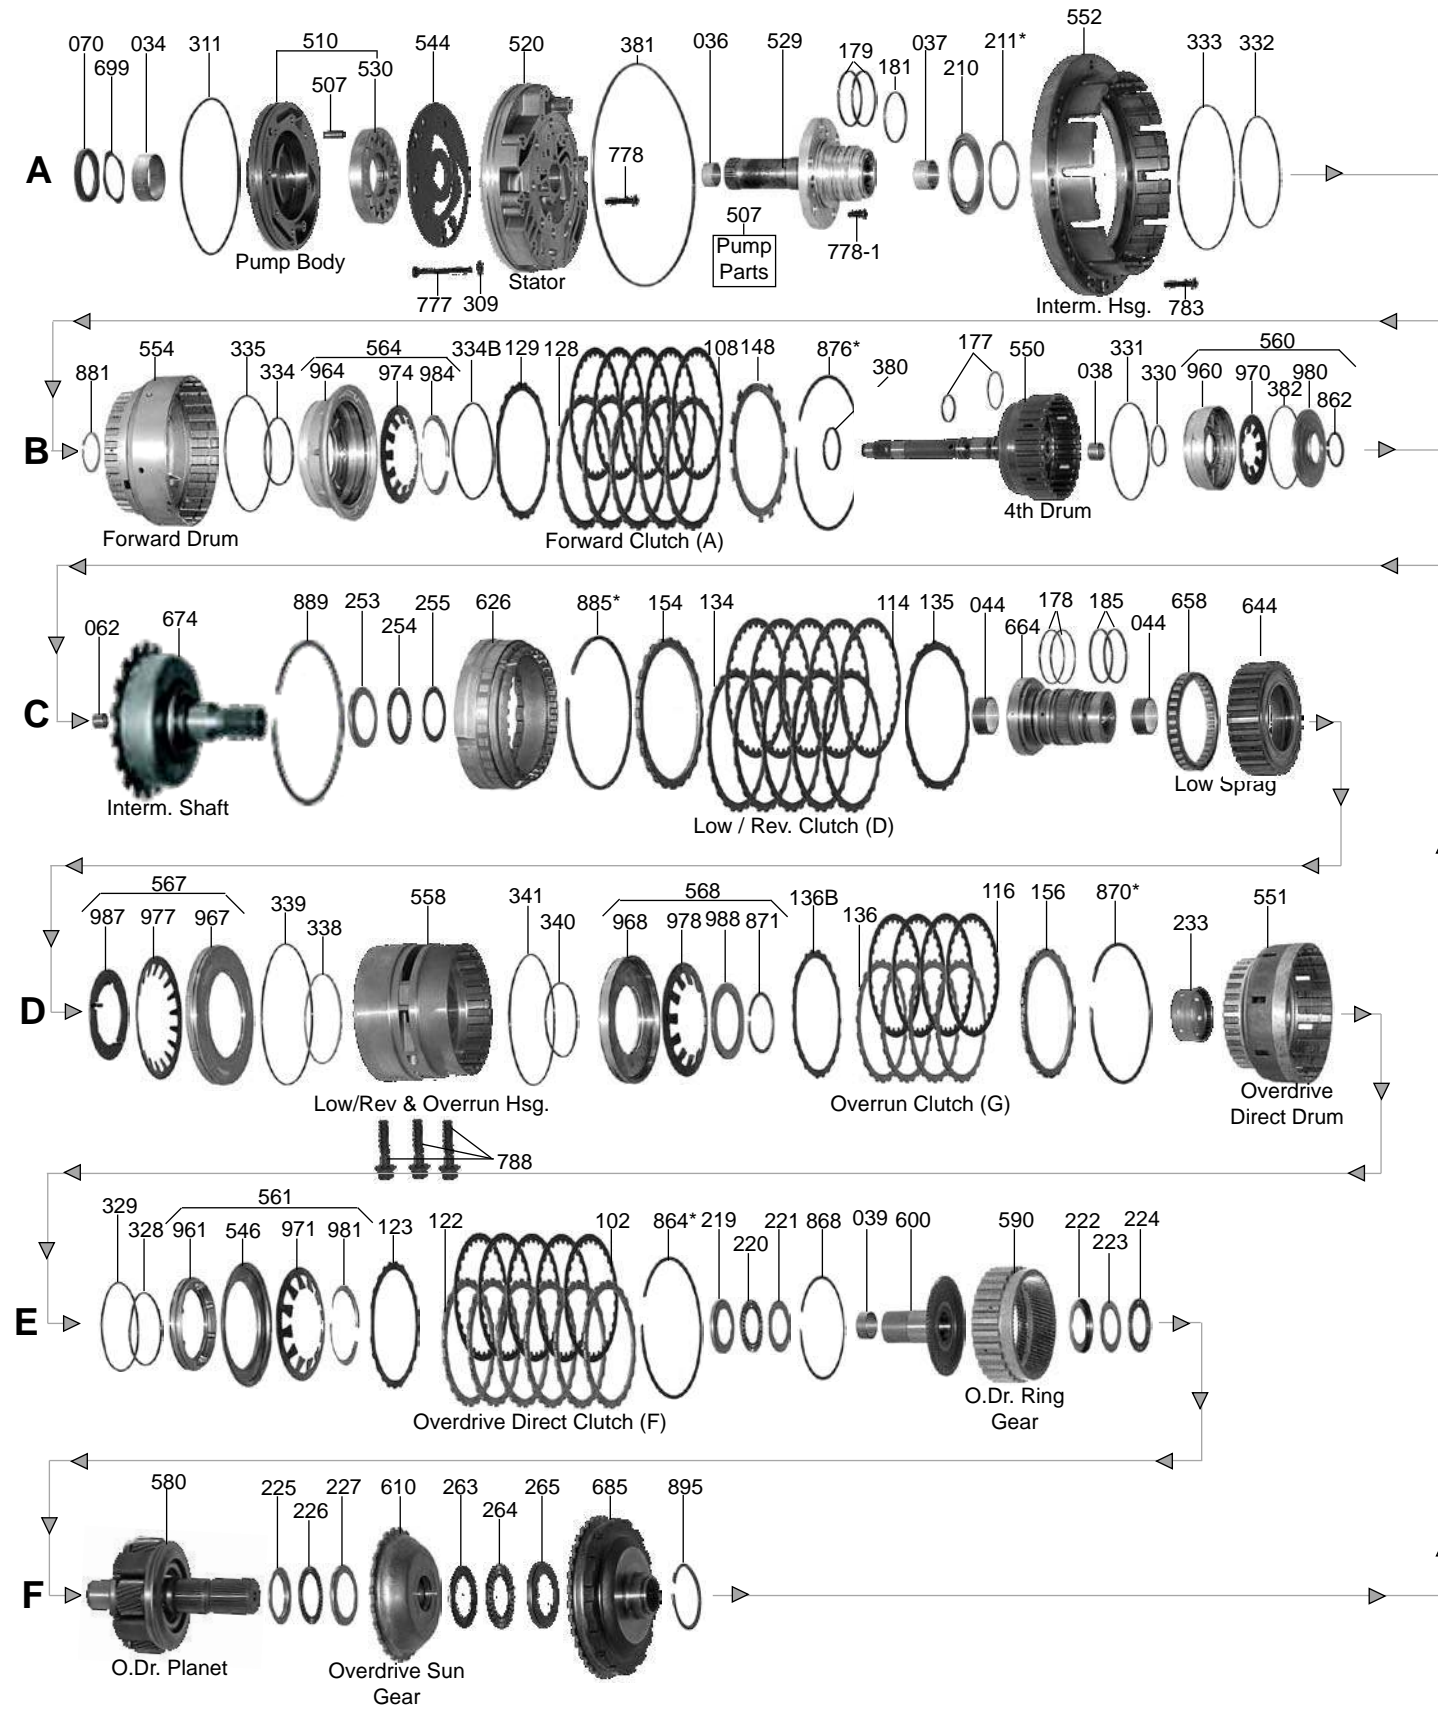 552
070 034 311 510 544 520 381 036 529 179 037 211* 333 332
699 507 530 181 210
A
778
507
Pump Parts
778-1
Pump Body
Stator
777 309
Interm. Hsg. 783
554 335 564 334B 129 128 108 148 876* 177 550 331 560
881 334 964 974 984 380 038 330 960 970 382 980 862
B
Forward Drum
Forward Clutch (A)
4th Drum
062 674 889 253 254 255 626 885* 154 134 114 135 044 664 178 185 044 658 644
C
Interm. Shaft
Low / Rev. Clutch (D)
Low Sprag
567 339 558 341 568 136B 116 156 870* 551
987 977 967 338 340 968 978 988 871 136 233
D
Low/Rev & Overrun Hsg.
Overrun Clutch (G)
Overdrive
Direct Drum
788
329 561 122 102 864* 219 221 868 039 600 590 222 224
328 961 546 971 981 123 220 223
E
Overdrive Direct Clutch (F)
O.Dr. Ring
Gear
580 225 226 227 610 263 264 265 685 895
F
O.Dr. Planet
Overdrive Sun
Gear